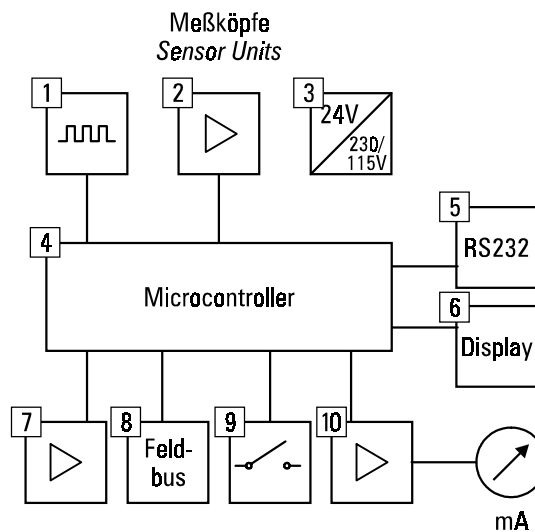 Meßköpfe
Sensor Units
1
2
3
24V
230/
115V
4
Microcontroller
5
RS232
6
Display
7
8
Feld-
bus
9
10
mA